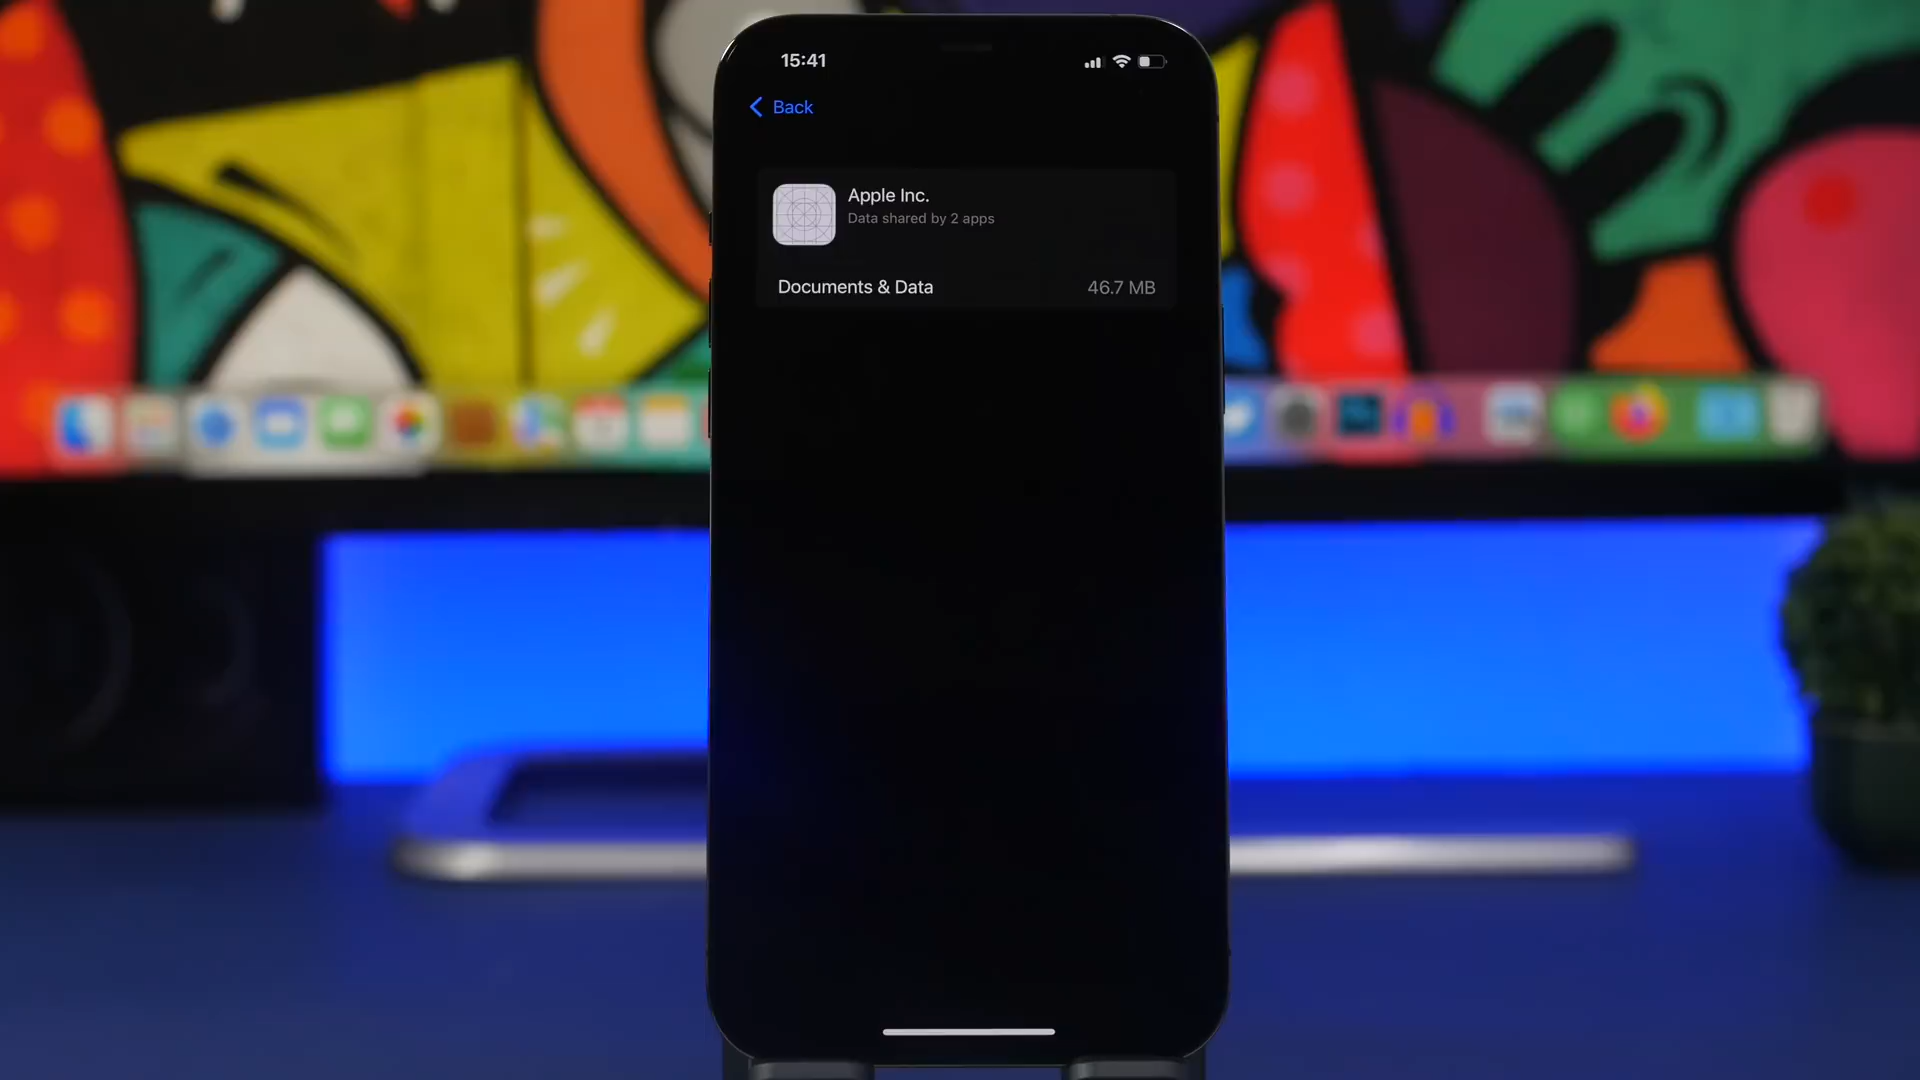 15:41
Back
Apple Inc.
Data shared by 2 apps
Documents & Data 46.7 MB